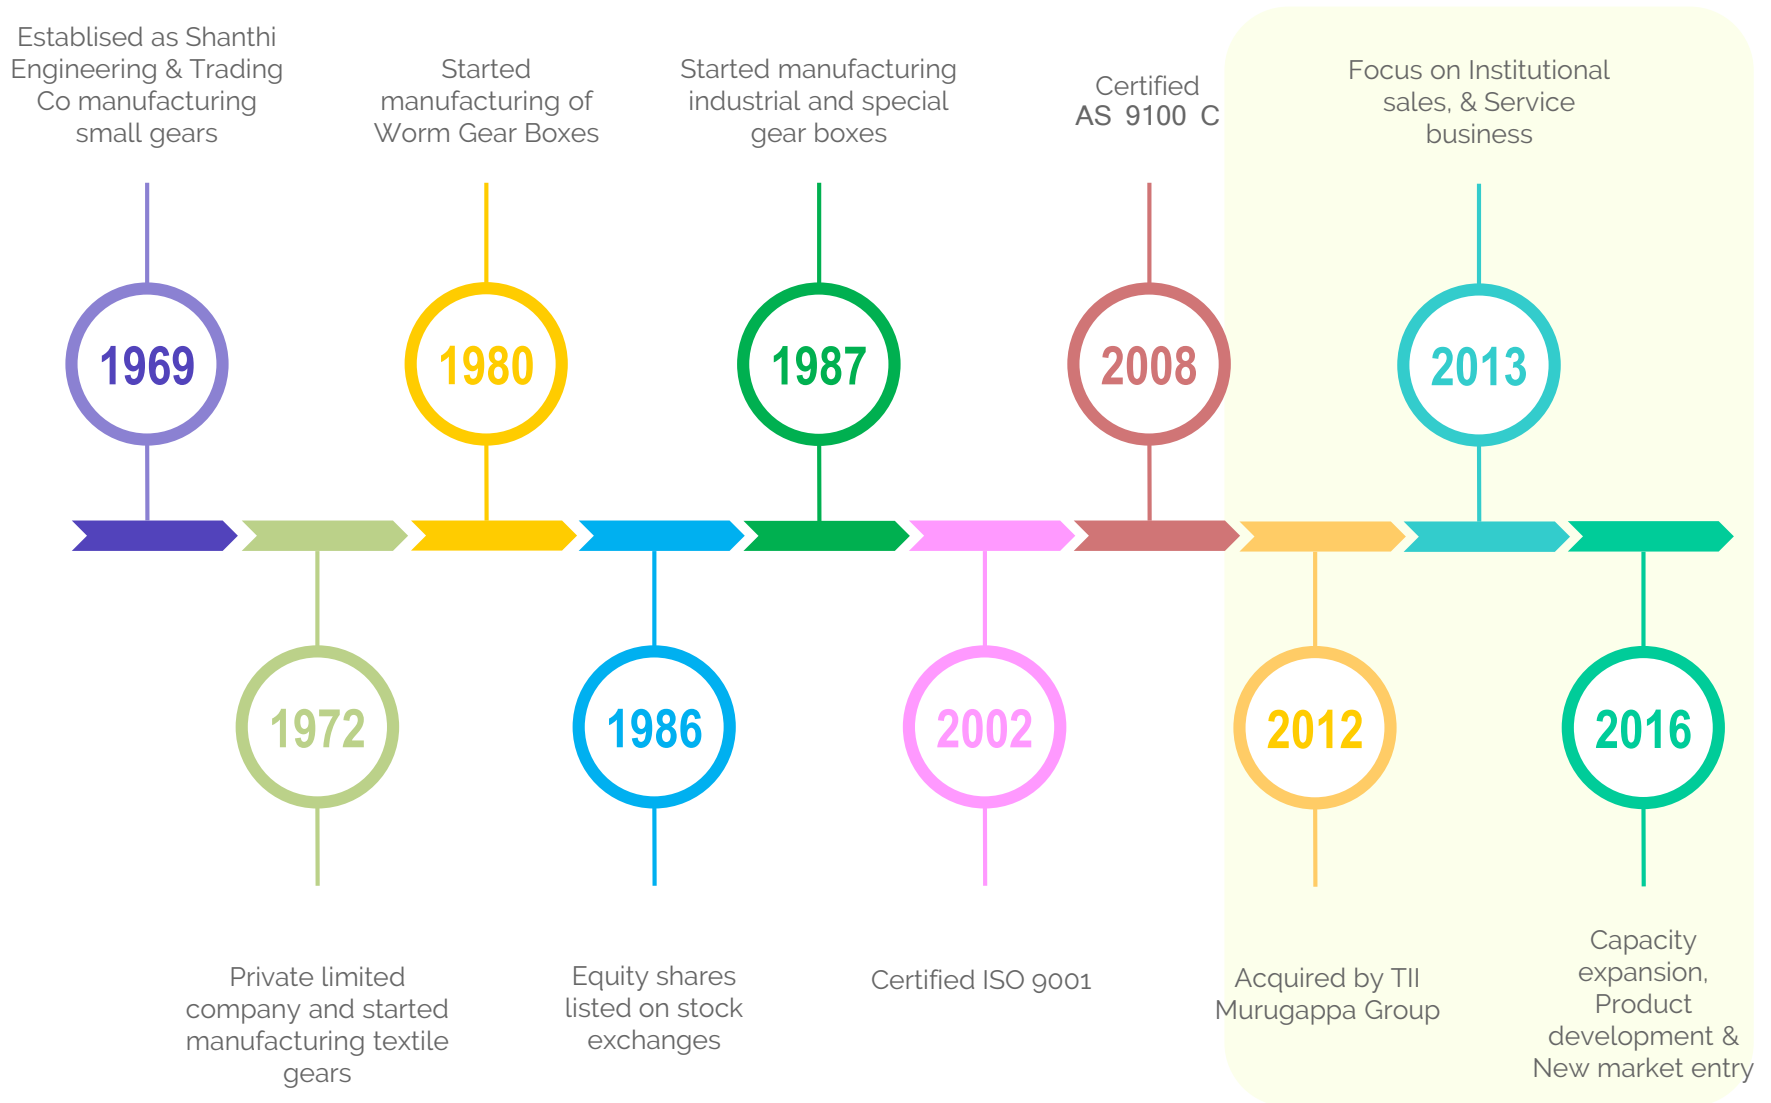 Establised as Shanthi
Engineering & Trading
Co manufacturing
small gears
1969
Private limited
company and started
manufacturing textile
gears
1972
Started
manufacturing of
Worm Gear Boxes
1980
Equity shares
listed on stock
exchanges
1986
Started manufacturing
industrial and special
gear boxes
1987
Certified ISO 9001
2002
Certified
AS 9100 C
2008
Acquired by TII
Murugappa Group
2012
Focus on Institutional
sales, & Service
business
2013
Capacity
expansion,
Product
development &
New market entry
2016